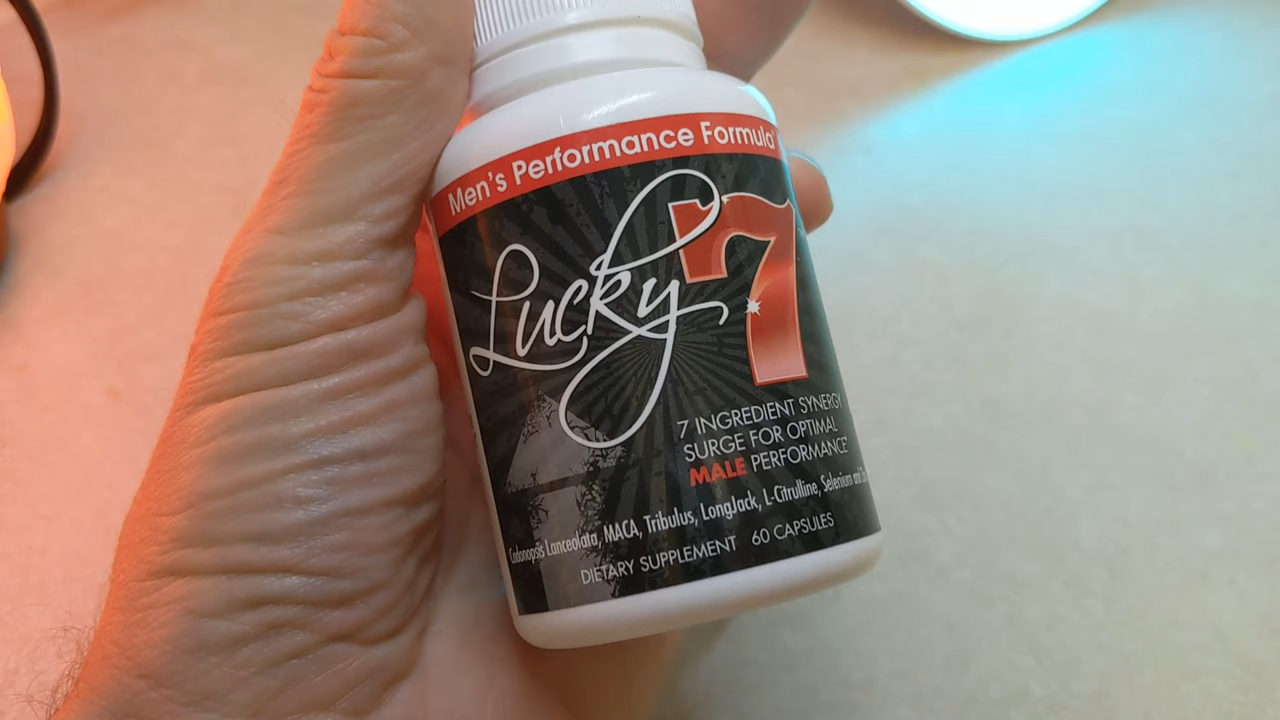 Men's Performance Formula*
Lucky 7
7 INGREDIENT SYNERGY
SURGE FOR OPTIMAL
MALE PERFORMANCE*
Codonopsis Lanceolata, MACA, Tribulus, LongJack, L-Citrulline, Selenium and
DIETARY SUPPLEMENT 60 CAPSULES